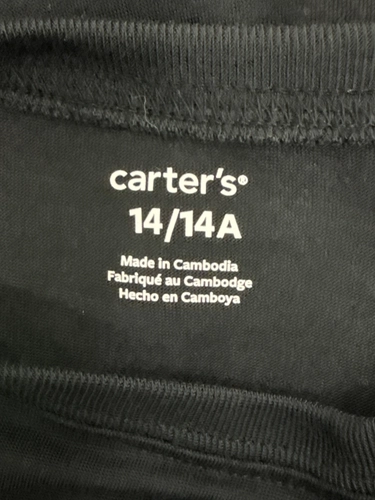 carter's®
14/14A
Made in Cambodia
Fabriqué au Cambodge
Hecho en Camboya